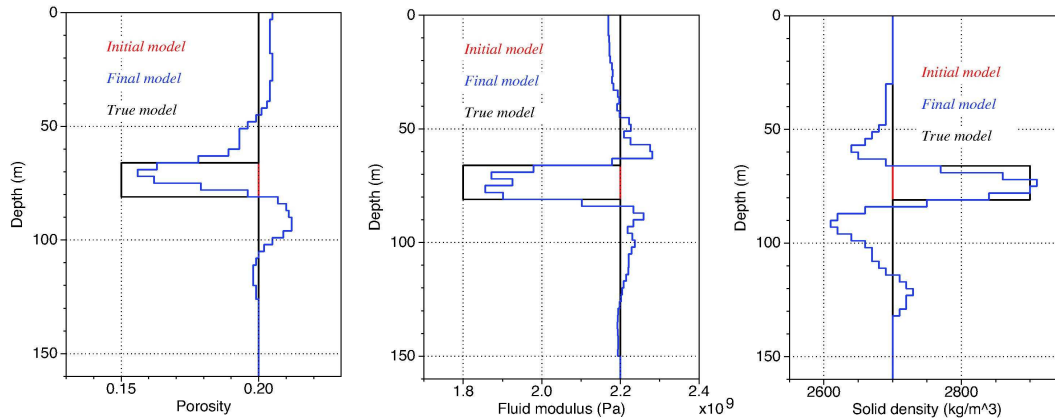 0
50
100
150
Depth (m)
0.15
0.20
Porosity
Initial model
Final model
True model
0
50
100
150
Depth (m)
1.8
2.0
2.2
2.4
×10⁹
Fluid modulus (Pa)
Initial model
Final model
True model
0
50
100
150
Depth (m)
2600
2800
Solid density (kg/m^3)
Initial model
Final model
True model